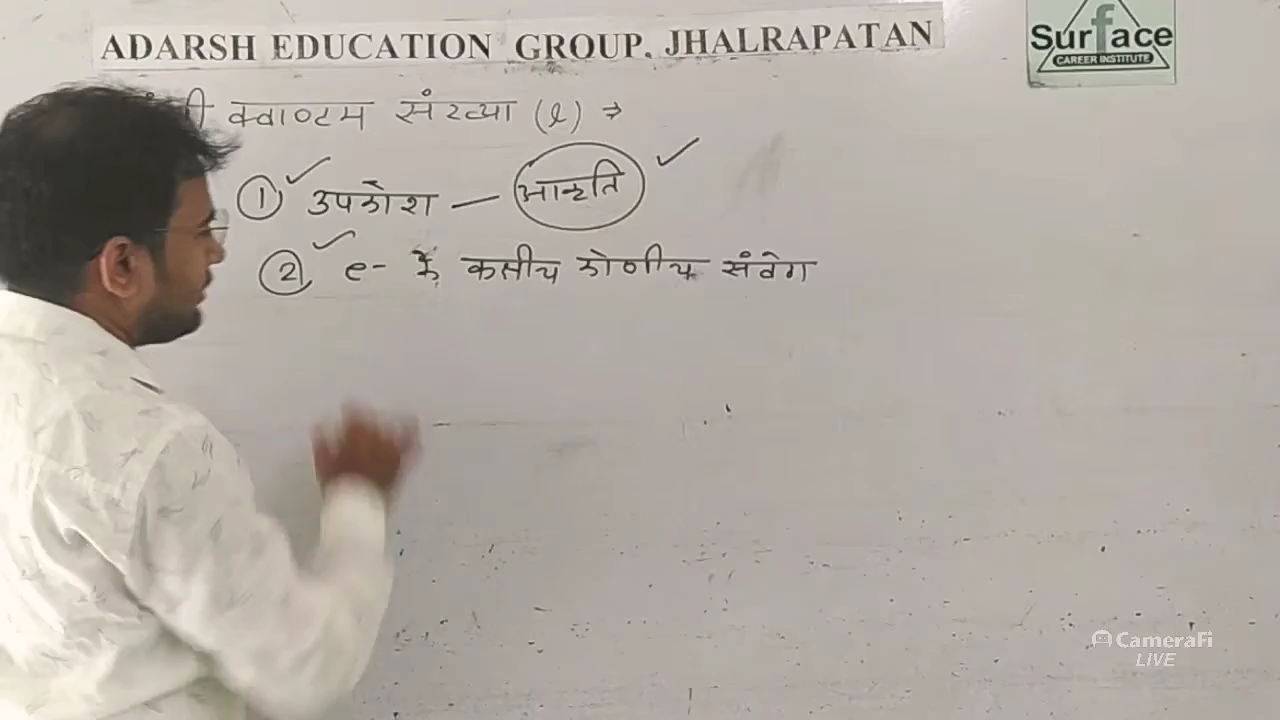 ADARSH EDUCATION GROUP, JHALRAPATAN
Surface
CAREER INSTITUTE
क्वाण्टम संख्या (l) ⇒
① ✓ उपकोश — आकृति ✓
② ✓ e- के कक्षीय कोणीय संवेग
CameraFi
LIVE